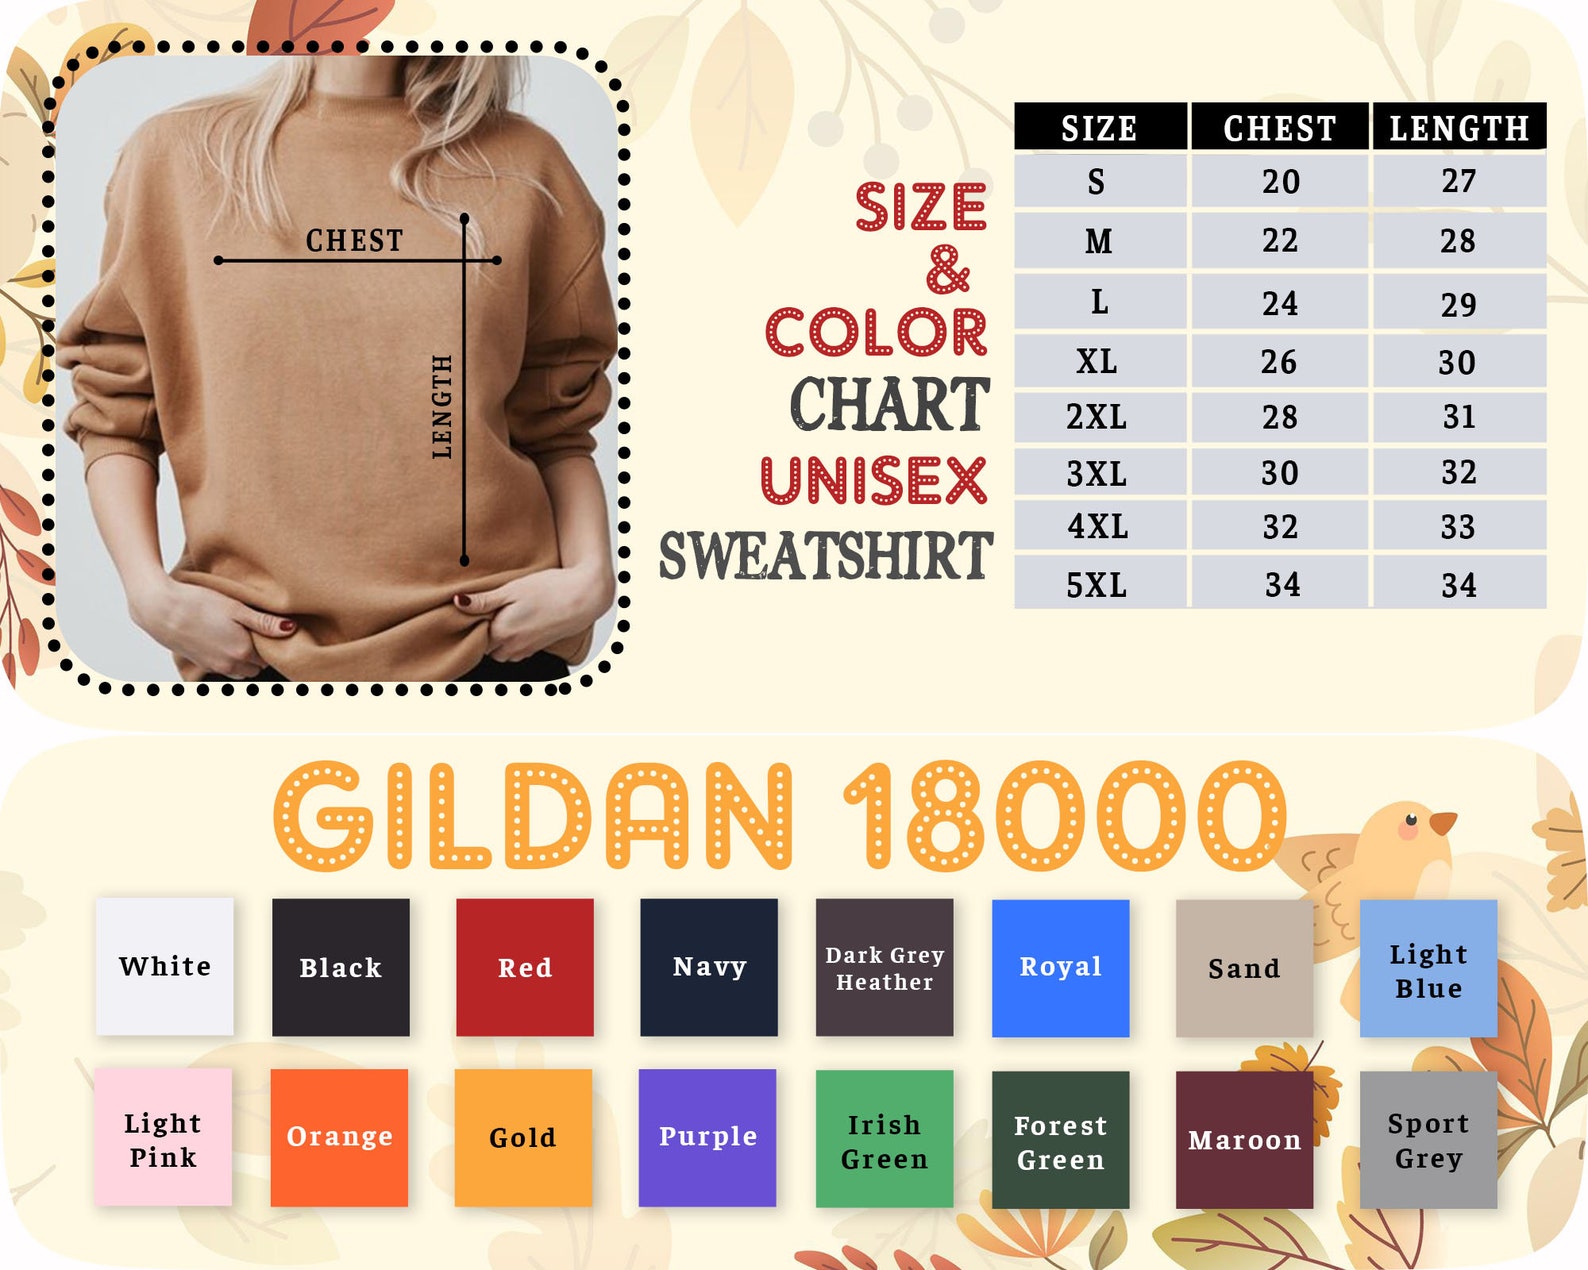 CHEST
LENGTH
SIZE
&
COLOR
CHART
UNISEX
SWEATSHIRT
SIZE CHEST LENGTH
S 20 27
M 22 28
L 24 29
XL 26 30
2XL 28 31
3XL 30 32
4XL 32 33
5XL 34 34
GILDAN 18000
White
Black
Red
Navy
Dark Grey
Heather
Royal
Sand
Light
Blue
Light
Pink
Orange
Gold
Purple
Irish
Green
Forest
Green
Maroon
Sport
Grey